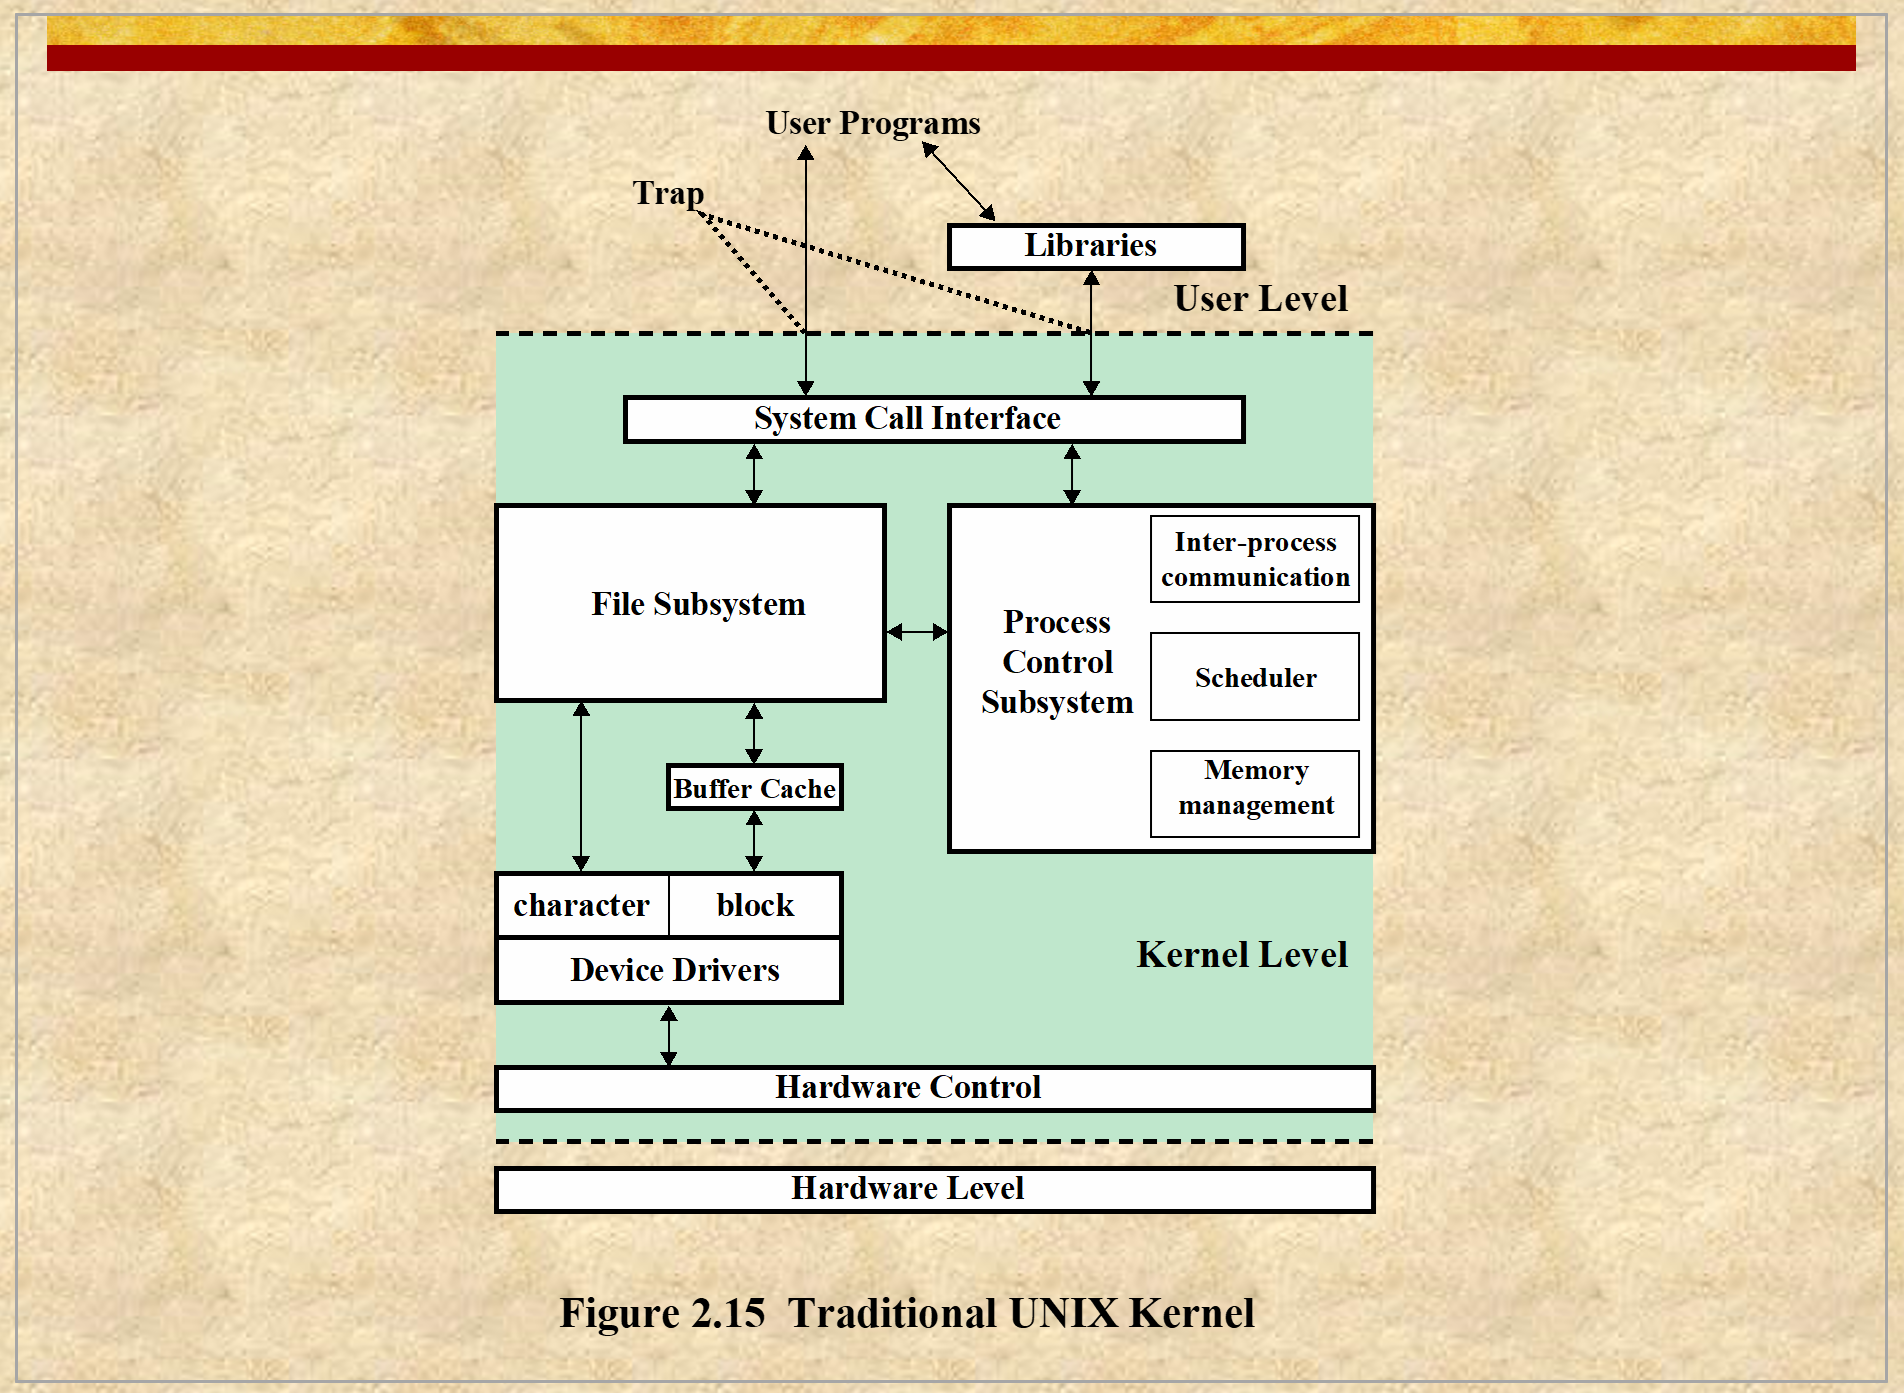 User Programs
Trap
Libraries
User Level
System Call Interface
File Subsystem
Inter-process
communication
Process
Control
Subsystem
Scheduler
Memory
management
Buffer Cache
character
block
Device Drivers
Kernel Level
Hardware Control
Hardware Level
Figure 2.15 Traditional UNIX Kernel